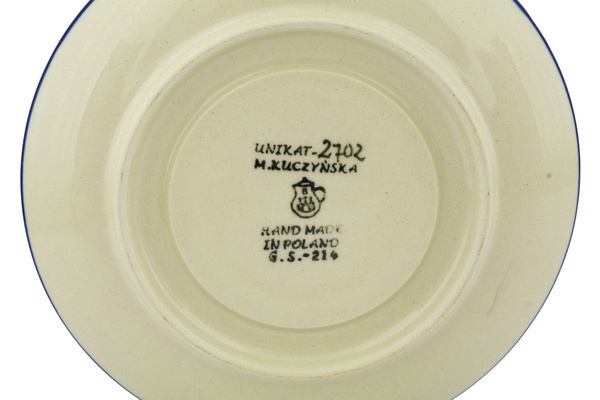 UNIKAT-2702
M.KUCZYŃSKA
B
HAND MADE
IN POLAND
G.S.-214